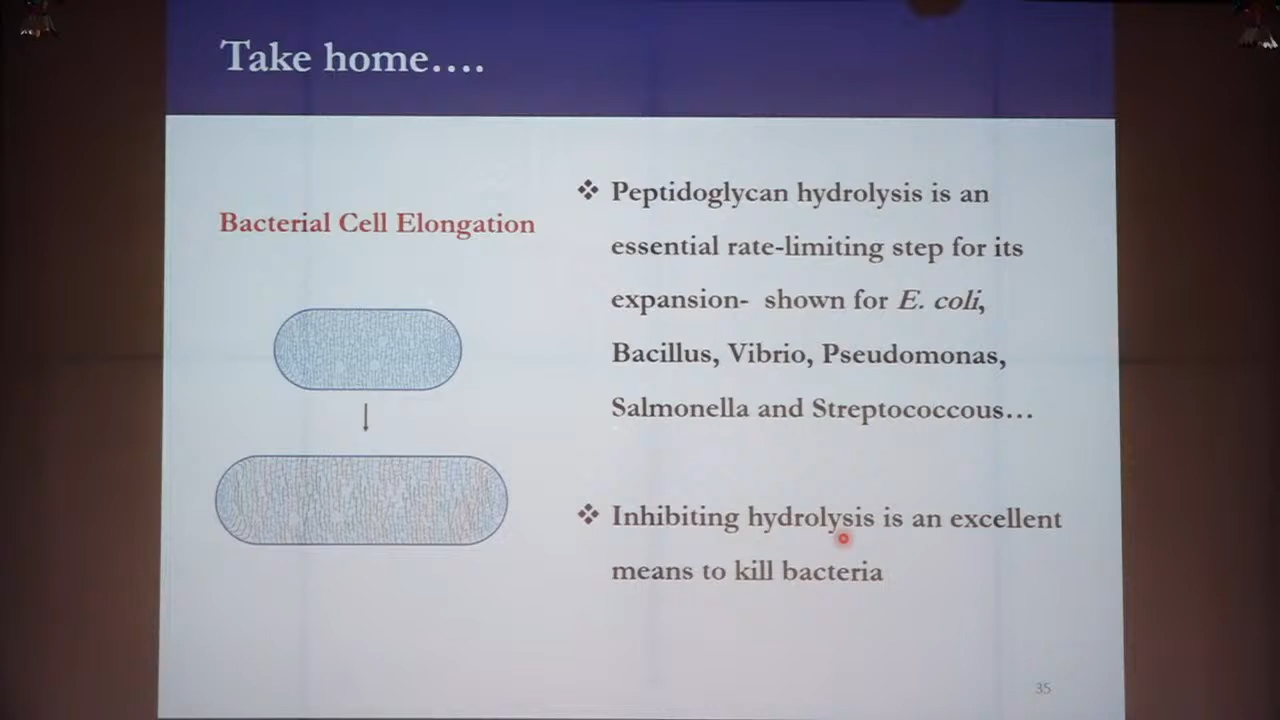 Take home....
Bacterial Cell Elongation
❖ Peptidoglycan hydrolysis is an
essential rate-limiting step for its
expansion- shown for E. coli,
Bacillus, Vibrio, Pseudomonas,
Salmonella and Streptococcous...
❖ Inhibiting hydrolysis is an excellent
means to kill bacteria
35